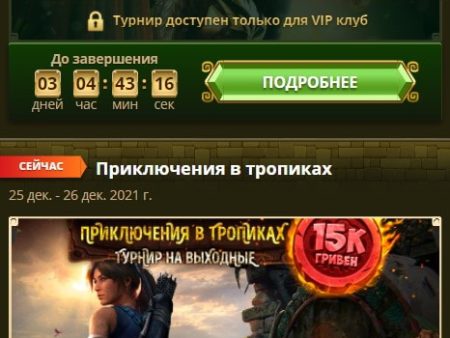 Турнир доступен только для VIP клуб
До завершения
03 : 04 : 43 : 16
дней час мин сек
ПОДРОБНЕЕ
СЕЙЧАС
Приключения в тропиках
25 дек. - 26 дек. 2021 г.
ПРИКЛЮЧЕНИЯ В ТРОПИКАХ
ТУРНИР НА ВЫХОДНЫЕ
15К
ГРИВЕН